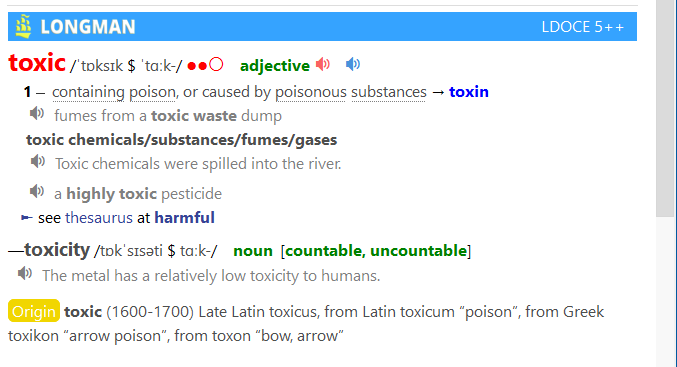 LONGMAN LDOCE 5++
toxic /ˈtɒksɪk $ ˈtɑːk-/ ●●○ adjective
1 – containing poison, or caused by poisonous substances → toxin
fumes from a toxic waste dump
toxic chemicals/substances/fumes/gases
Toxic chemicals were spilled into the river.
a highly toxic pesticide
► see thesaurus at harmful
—toxicity /tɒkˈsɪsəti $ tɑːk-/ noun [countable, uncountable]
The metal has a relatively low toxicity to humans.
Origin toxic (1600-1700) Late Latin toxicus, from Latin toxicum “poison”, from Greek
toxikon “arrow poison”, from toxon “bow, arrow”